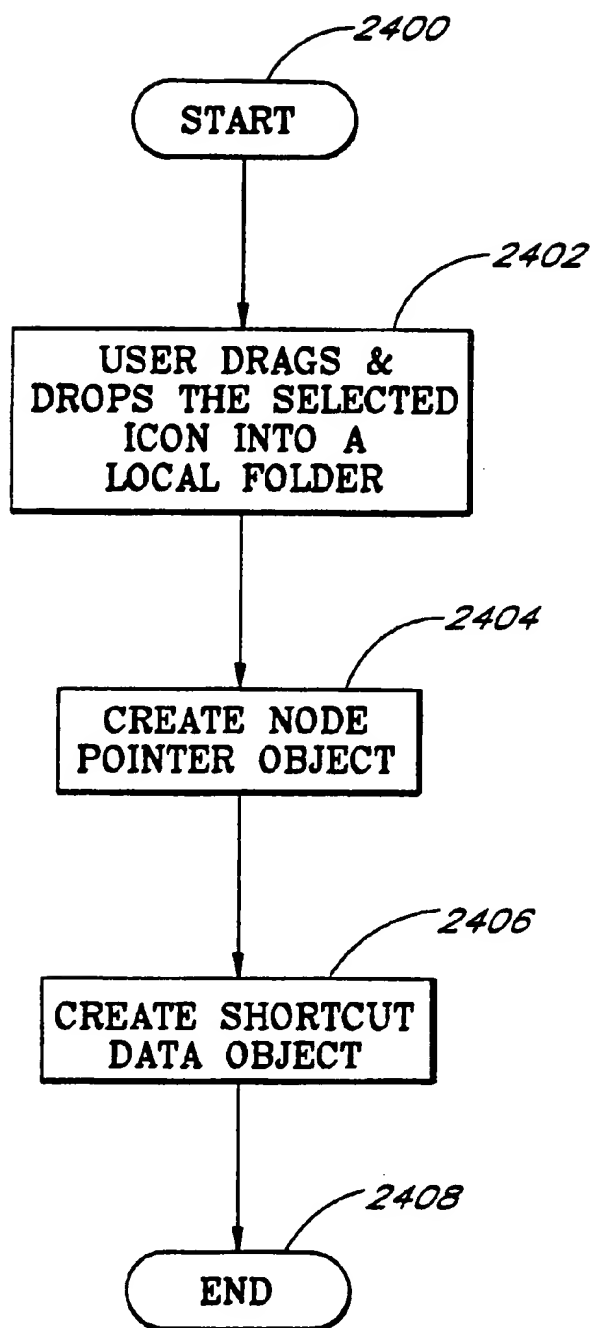 2400
START
2402
USER DRAGS &
DROPS THE SELECTED
ICON INTO A
LOCAL FOLDER
2404
CREATE NODE
POINTER OBJECT
2406
CREATE SHORTCUT
DATA OBJECT
2408
END